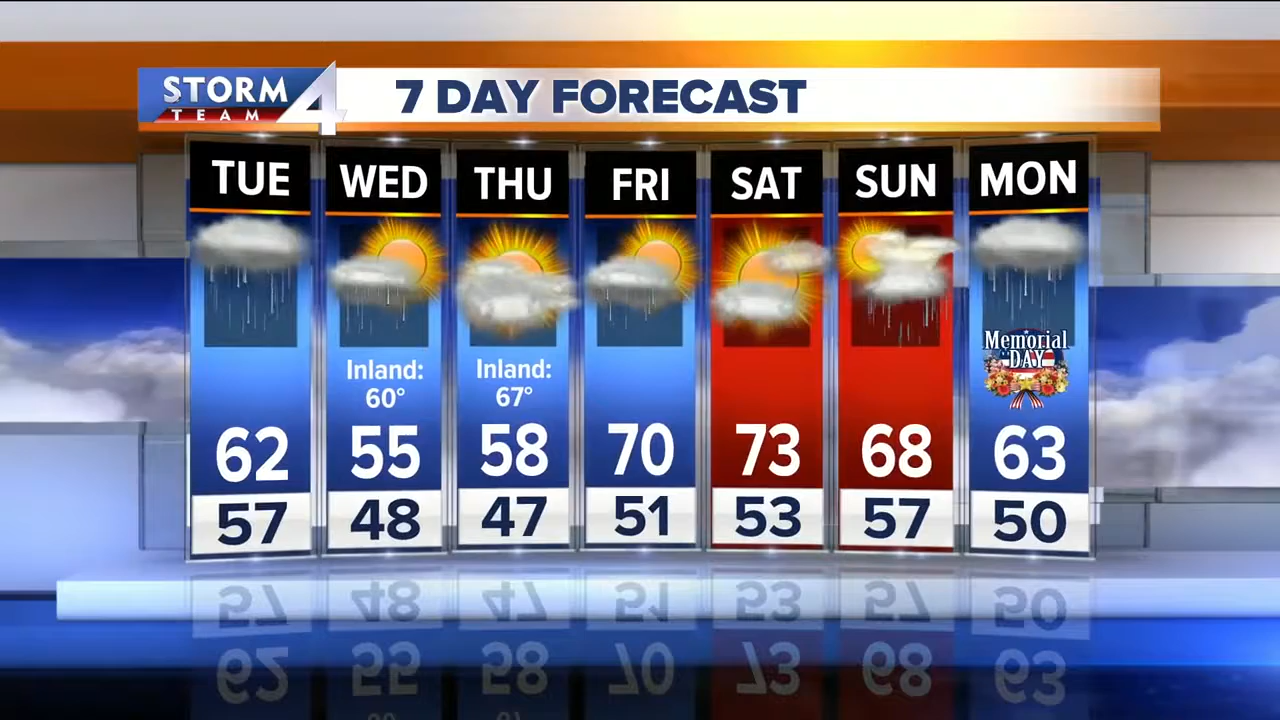 STORM
TEAM 4
7 DAY FORECAST
TUE
62
57
WED
Inland:
60°
55
48
THU
Inland:
67°
58
47
FRI
70
51
SAT
73
53
SUN
68
57
MON
Memorial
DAY
63
50